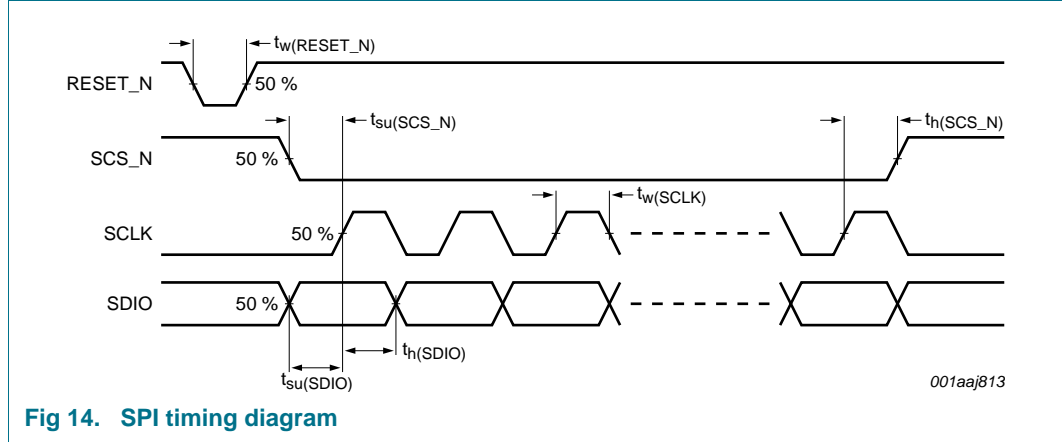 tw(RESET_N)
RESET_N
50 %
tsu(SCS_N)
th(SCS_N)
SCS_N
50 %
tw(SCLK)
SCLK
50 %
SDIO
50 %
th(SDIO)
tsu(SDIO)
001aaj813
Fig 14. SPI timing diagram